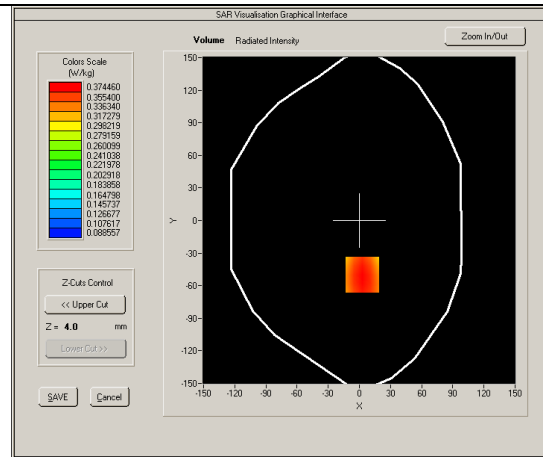 SAR Visualisation Graphical Interface
Volume Radiated Intensity
Zoom In/Out
Colors Scale
(W/kg)
0.374460
0.355400
0.336340
0.317279
0.298219
0.279159
0.260099
0.241038
0.221978
0.202918
0.183858
0.164798
0.145737
0.126677
0.107617
0.088557
Z-Cuts Control
<< Upper Cut
Z = 4.0 mm
Lower Cut >>
SAVE Cancel
150
120
90
60
30
0
-30
-60
-90
-120
-150
Y
-150 -120 -90 -60 -30 0 30 60 90 120 150
X